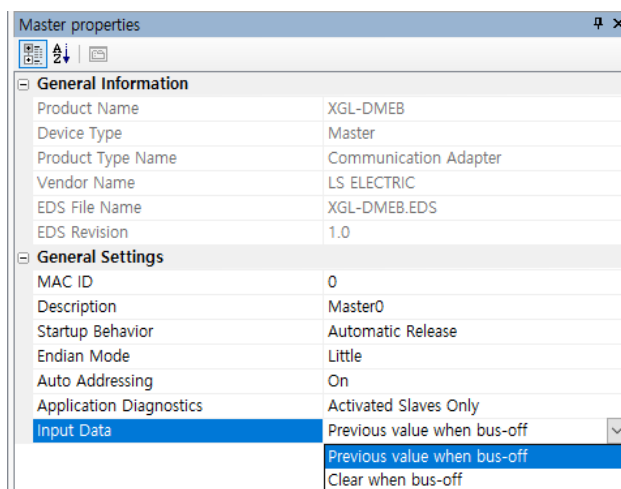 Master properties
General Information
Product Name XGL-DMEB
Device Type Master
Product Type Name Communication Adapter
Vendor Name LS ELECTRIC
EDS File Name XGL-DMEB.EDS
EDS Revision 1.0
General Settings
MAC ID 0
Description Master0
Startup Behavior Automatic Release
Endian Mode Little
Auto Addressing On
Application Diagnostics Activated Slaves Only
Input Data Previous value when bus-off
Previous value when bus-off
Clear when bus-off